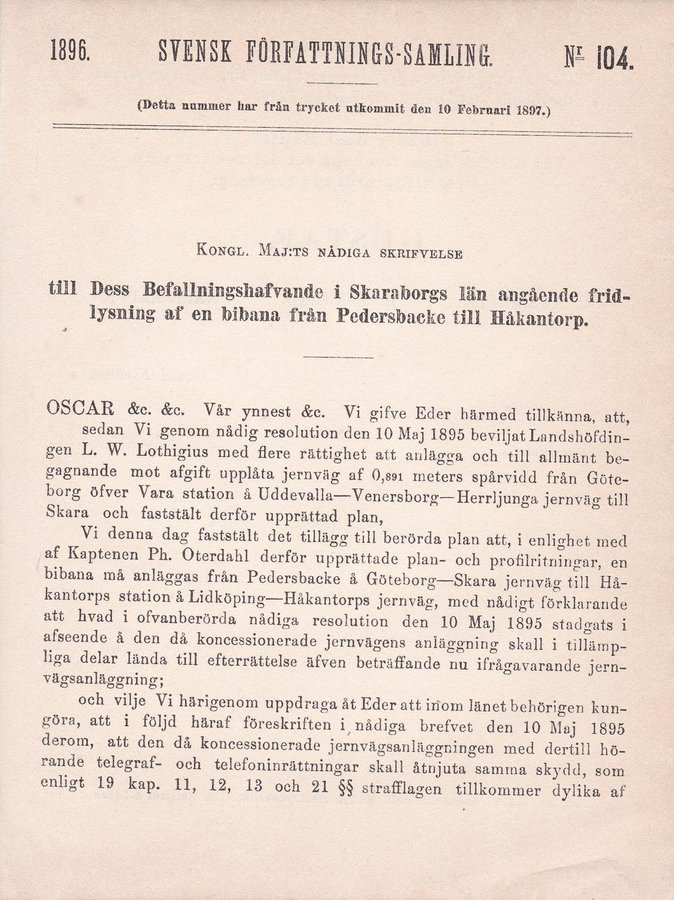 1896. SVENSK FÖRFATTNINGS-SAMLING. Nr 104.
(Detta nummer har från trycket utkommit den 10 Februari 1897.)
KONGL. MAJ:TS NÅDIGA SKRIFVELSE
till Dess Befallningshafvande i Skaraborgs län angående frid-
lysning af en bibana från Pedersbacke till Håkantorp.
OSCAR &c. &c. Vår ynnest &c. Vi gifve Eder härmed tillkänna, att,
sedan Vi genom nådig resolution den 10 Maj 1895 beviljat Landshöfdin-
gen L. W. Lothigius med flere rättighet att anlägga och till allmänt be-
gagnande mot afgift upplåta jernväg af 0,891 meters spårvidd från Göte-
borg öfver Vara station å Uddevalla—Venersborg—Herrljunga jernväg till
Skara och fastställt derför upprättad plan,
Vi denna dag fastställt det tillägg till berörda plan att, i enlighet med
af Kaptenen Ph. Oterdahl derför upprättade plan- och profilritningar, en
bibana må anläggas från Pedersbacke å Göteborg—Skara jernväg till Hå-
kantorps station å Lidköping—Håkantorps jernväg, med nådigt förklarande
att hvad i ofvanberörda nådiga resolution den 10 Maj 1895 stadgats i
afseende å den då koncessionerade jernvägens anläggning skall i tillämp-
liga delar lända till efterrättelse äfven beträffande nu ifrågavarande jern-
vägsanläggning;
och vilje Vi härigenom uppdraga åt Eder att inom länet behörigen kun-
göra, att i följd häraf föreskriften i nådiga brefvet den 10 Maj 1895
derom, att den då koncessionerade jernvägsanläggningen med dertill hö-
rande telegraf- och telefoninrättningar skall åtnjuta samma skydd, som
enligt 19 kap. 11, 12, 13 och 21 §§ strafflagen tillkommer dylika af